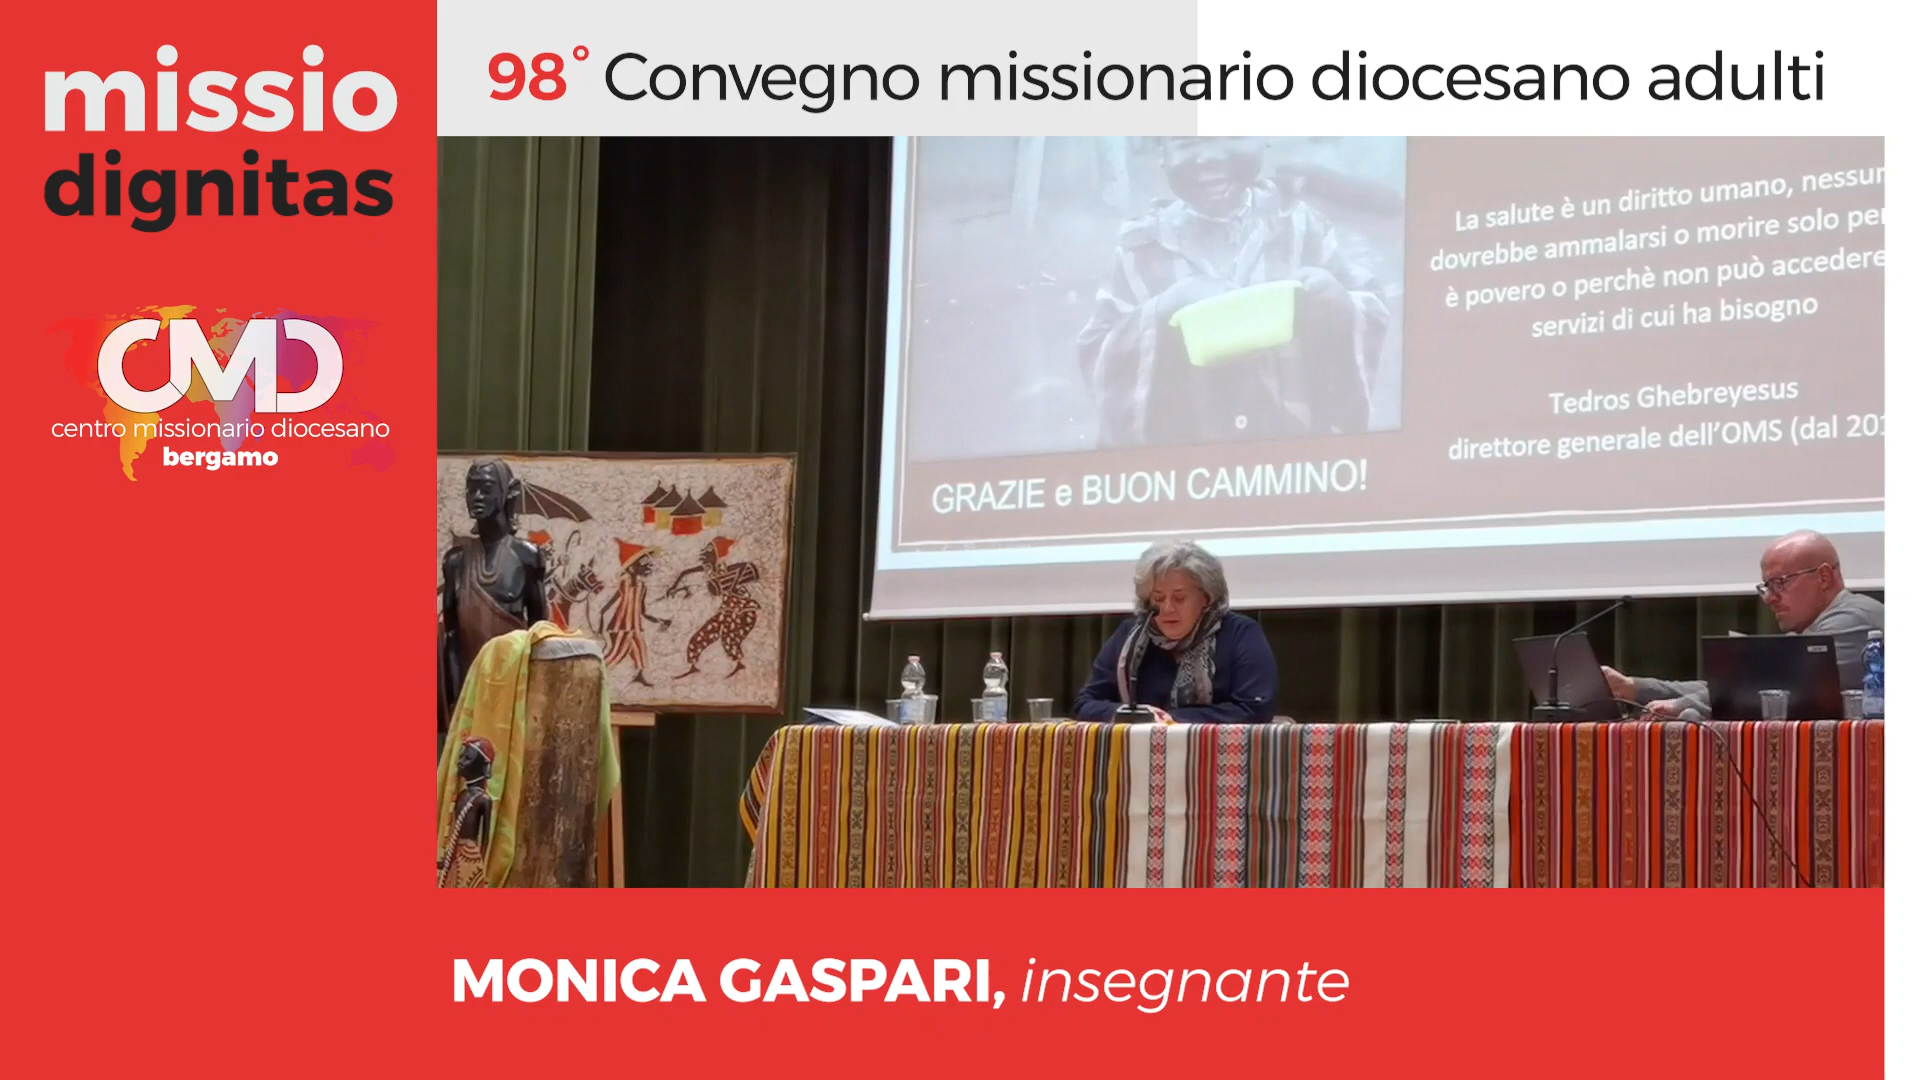 missio
dignitas
98° Convegno missionario diocesano adulti
CMD
centro missionario diocesano
bergamo
La salute è un diritto umano, nessun
dovrebbe ammalarsi o morire solo per
è povero o perchè non può accedere
servizi di cui ha bisogno
Tedros Ghebreyesus
direttore generale dell'OMS (dal 201
GRAZIE e BUON CAMMINO!
MONICA GASPARI, insegnante